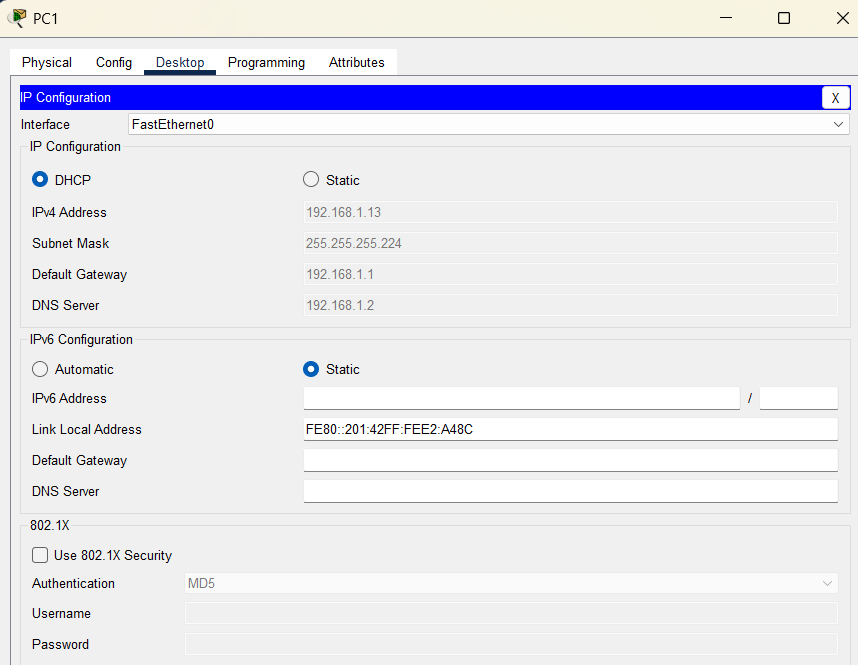 PC1
Physical Config Desktop Programming Attributes
IP Configuration X
Interface FastEthernet0
IP Configuration
DHCP Static
IPv4 Address 192.168.1.13
Subnet Mask 255.255.255.224
Default Gateway 192.168.1.1
DNS Server 192.168.1.2
IPv6 Configuration
Automatic Static
IPv6 Address /
Link Local Address FE80::201:42FF:FEE2:A48C
Default Gateway
DNS Server
802.1X
Use 802.1X Security
Authentication MD5
Username
Password